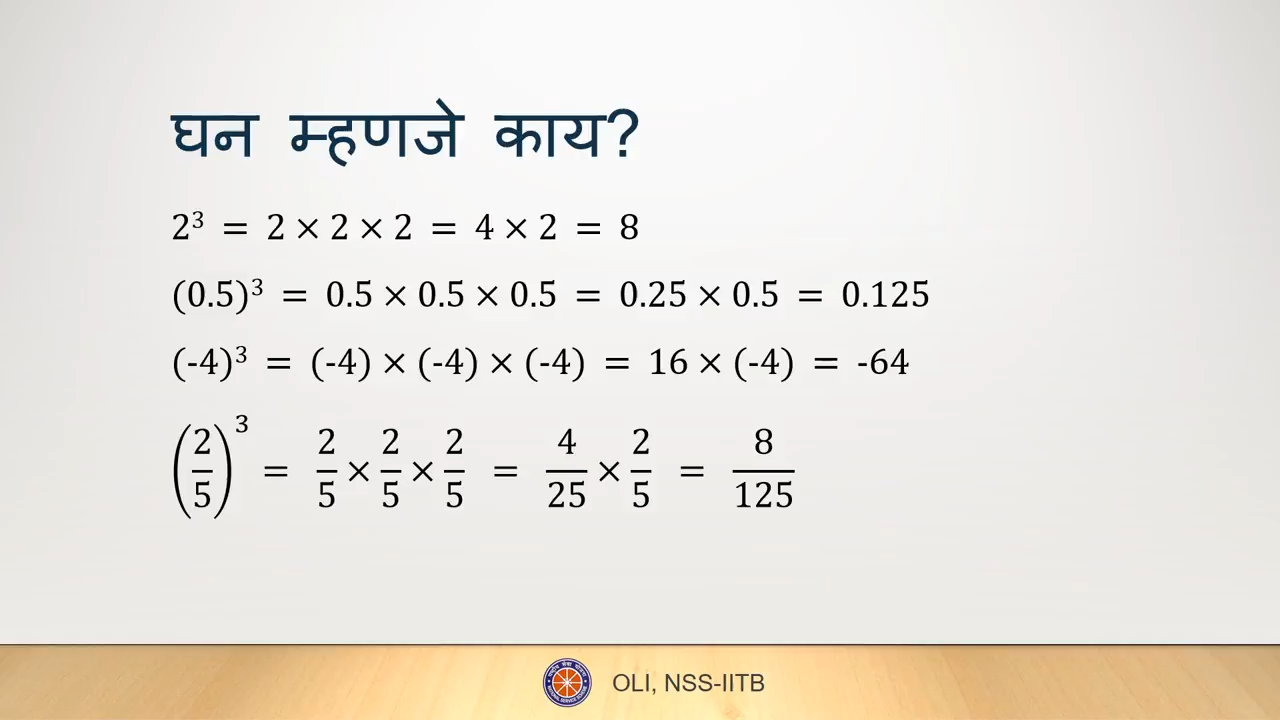 घन म्हणजे काय?
2³ = 2 × 2 × 2 = 4 × 2 = 8
(0.5)³ = 0.5 × 0.5 × 0.5 = 0.25 × 0.5 = 0.125
(-4)³ = (-4) × (-4) × (-4) = 16 × (-4) = -64
(2/5)³ = 2/5 × 2/5 × 2/5 = 4/25 × 2/5 = 8/125
OLI, NSS-IITB